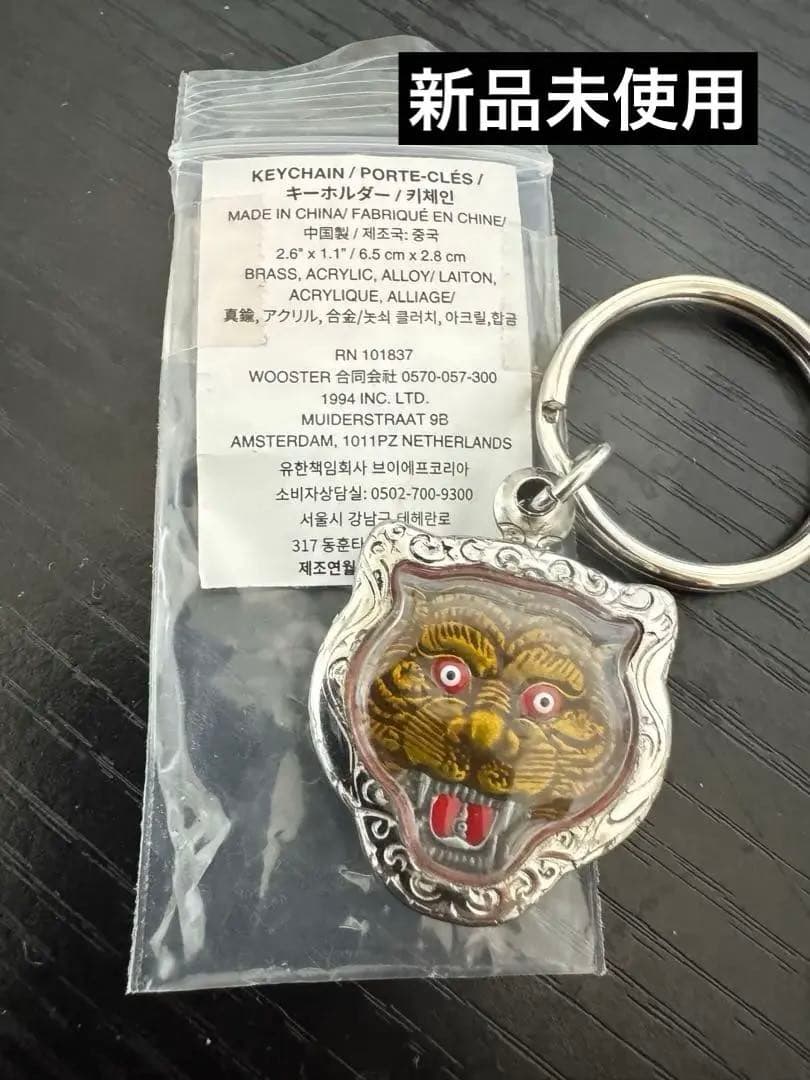 新品未使用
KEYCHAIN / PORTE-CLÉS /
キーホルダー / 키체인
MADE IN CHINA/ FABRIQUÉ EN CHINE/
中国製 / 제조국: 중국
2.6" x 1.1" / 6.5 cm x 2.8 cm
BRASS, ACRYLIC, ALLOY/ LAITON,
ACRYLIQUE, ALLIAGE/
真鍮, アクリル, 合金/놋쇠 클러치, 아크릴,합금
RN 101837
WOOSTER 合同会社 0570-057-300
1994 INC. LTD.
MUIDERSTRAAT 9B
AMSTERDAM, 1011PZ NETHERLANDS
유한책임회사 브이에프코리아
소비자상담실: 0502-700-9300
서울시 강남구 테헤란로
317 동훈타
제조연월